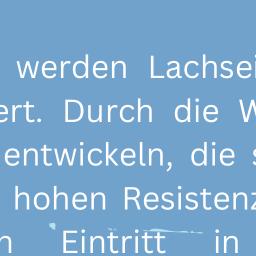 werden Lachsei
ert. Durch die W
entwickeln, die s
hohen Resistenz
n Eintritt in